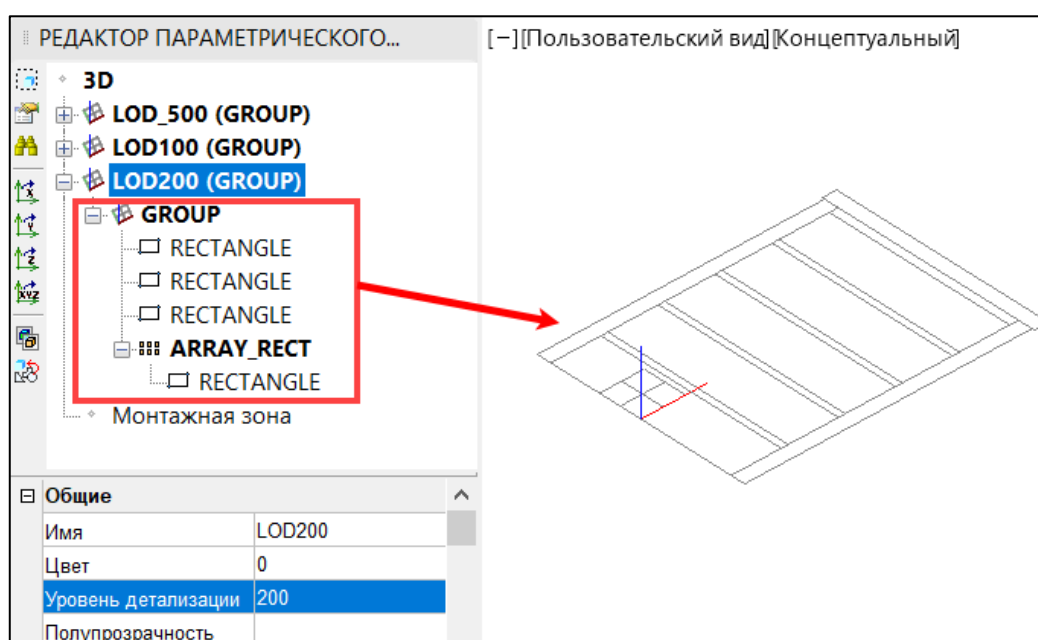 РЕДАКТОР ПАРАМЕТРИЧЕСКОГО...
[−][Пользовательский вид][Концептуальный]
3D
LOD_500 (GROUP)
LOD100 (GROUP)
LOD200 (GROUP)
GROUP
RECTANGLE
RECTANGLE
RECTANGLE
ARRAY_RECT
RECTANGLE
Монтажная зона
Общие
Имя LOD200
Цвет 0
Уровень детализации 200
Полупрозрачность